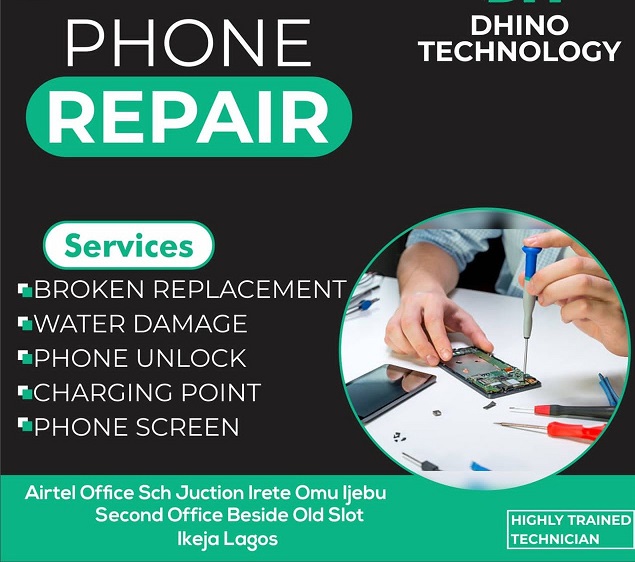 PHONE
REPAIR
DHINO
TECHNOLOGY
Services
BROKEN REPLACEMENT
WATER DAMAGE
PHONE UNLOCK
CHARGING POINT
PHONE SCREEN
Airtel Office Sch Juction Irete Omu Ijebu
Second Office Beside Old Slot
Ikeja Lagos
HIGHLY TRAINED
TECHNICIAN